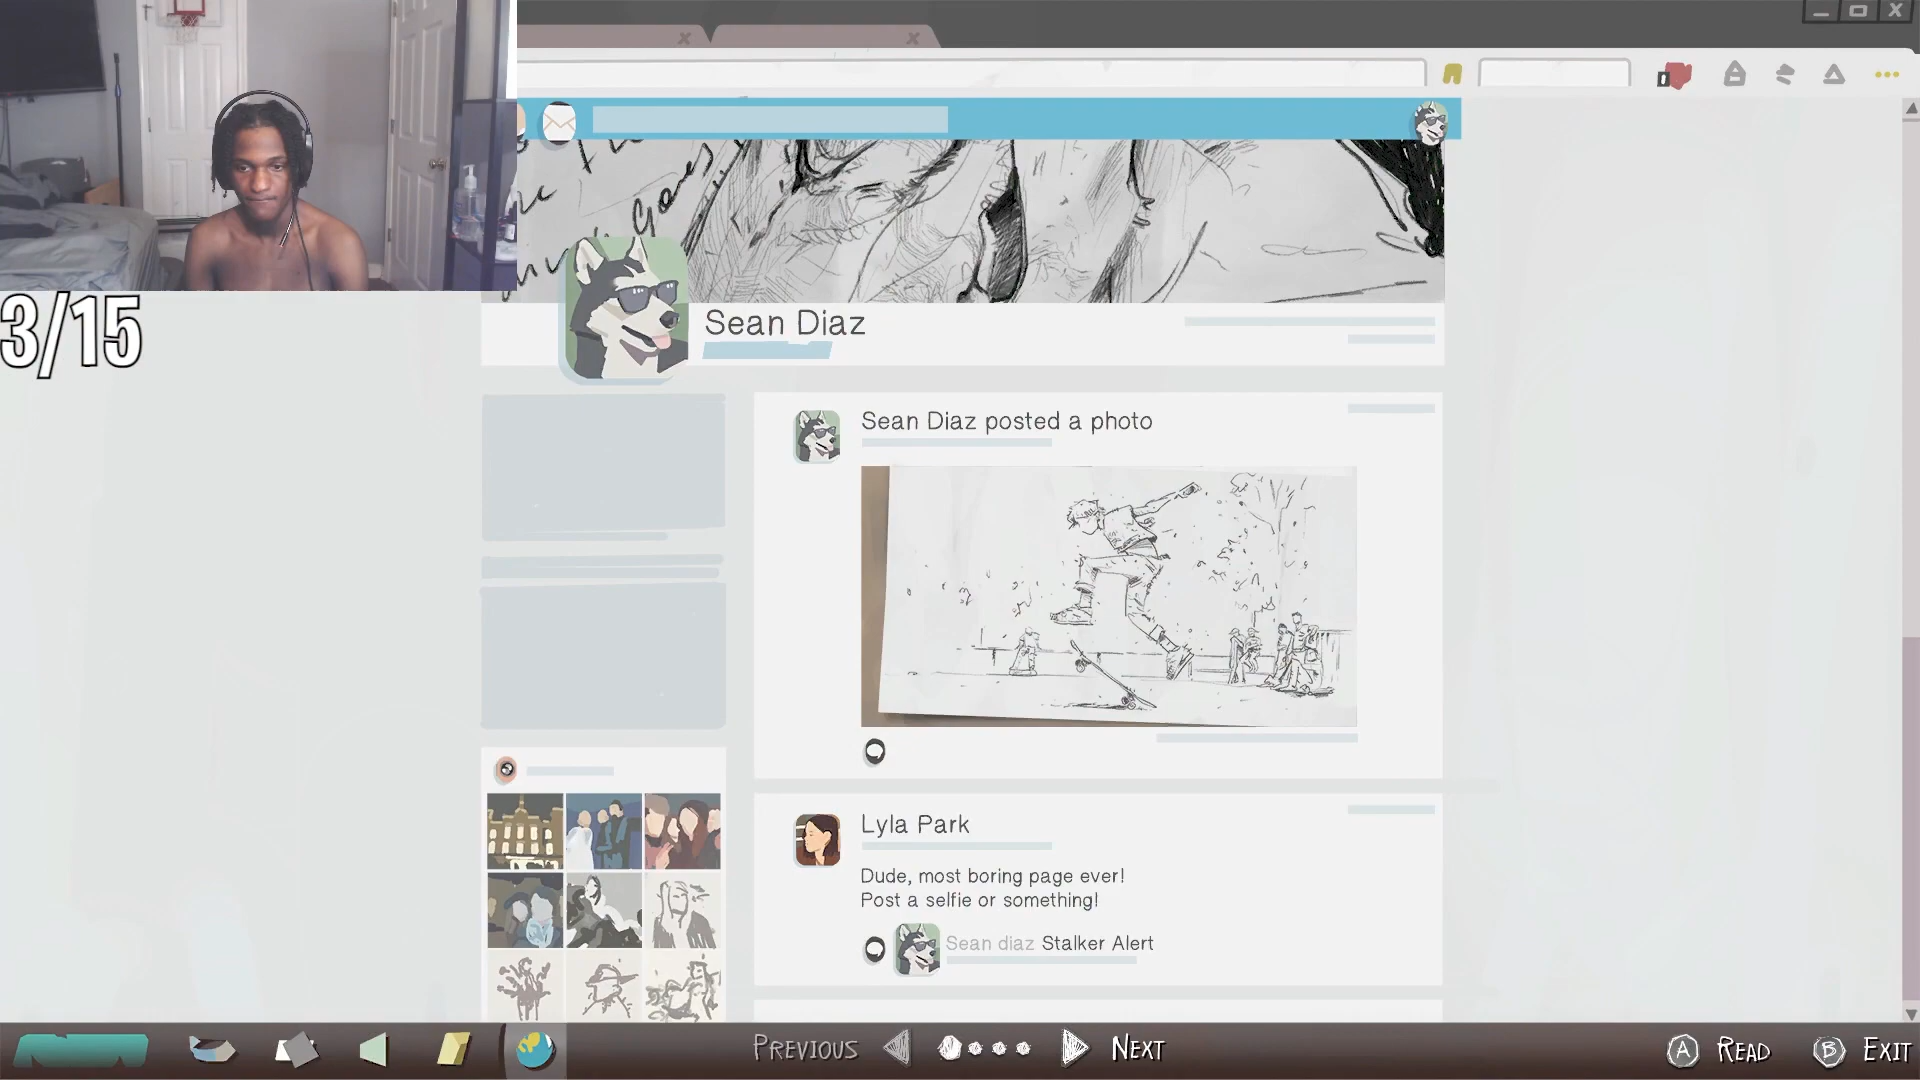 3/15
Games
Sean Diaz
Sean Diaz posted a photo
Lyla Park
Dude, most boring page ever!
Post a selfie or something!
Sean diaz Stalker Alert
PREVIOUS
NEXT
A READ
B EXIT